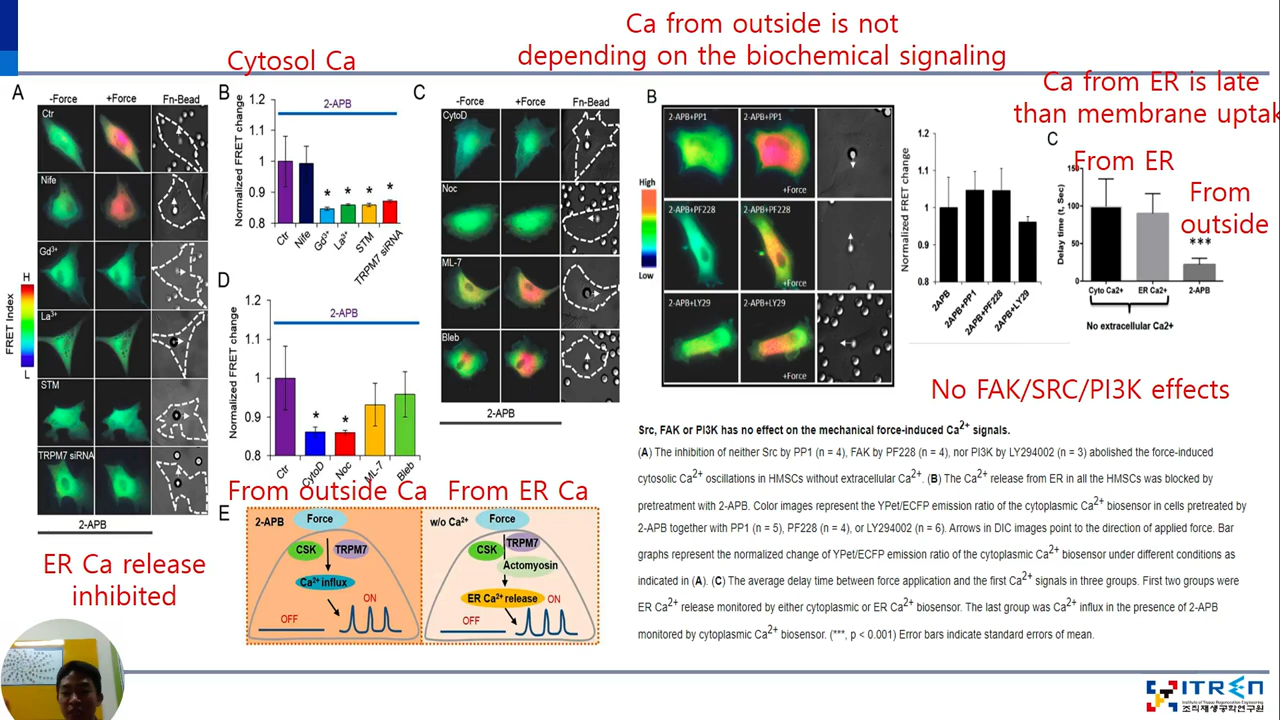 Ca from outside is not
depending on the biochemical signaling
Cytosol Ca
Ca from ER is late
than membrane uptak
From ER
From
outside
A
-Force
+Force
Fn-Bead
Ctr
Nife
Gd³⁺
La³⁺
STM
TRPM7 siRNA
2-APB
FRET Index
H
L
ER Ca release
inhibited
B
2-APB
Normalized FRET change
1.2
1.1
1
0.9
0.8
* * * *
Ctr
Nife
Gd³⁺
La³⁺
STM
TRPM7 siRNA
D
2-APB
Normalized FRET change
1.2
1.1
1
0.9
0.8
* *
Ctr
CytoD
Noc
ML-7
Bleb
C
-Force
+Force
Fn-Bead
CytoD
Noc
ML-7
Bleb
2-APB
From outside Ca
From ER Ca
E
2-APB
Force
CSK
TRPM7
Ca²⁺ influx
ON
OFF
w/o Ca²⁺
Force
CSK
TRPM7
Actomyosin
ER Ca²⁺ release
ON
OFF
B
High
Low
2-APB+PP1
2-APB+PP1
+Force
2-APB+PF228
2-APB+PF228
+Force
2-APB+LY29
2-APB+LY29
+Force
Normalized FRET change
1.2
1.1
1
0.9
0.8
2APB
2APB+PP1
2APB+PF228
2APB+LY29
C
Delay time (t, Sec)
150
100
50
0
***
Cyto Ca2+
ER Ca2+
2-APB
No extracellular Ca2+
No FAK/SRC/PI3K effects
Src, FAK or PI3K has no effect on the mechanical force-induced Ca²⁺ signals.
(A) The inhibition of neither Src by PP1 (n = 4), FAK by PF228 (n = 4), nor PI3K by LY294002 (n = 3) abolished the force-induced
cytosolic Ca²⁺ oscillations in HMSCs without extracellular Ca²⁺. (B) The Ca²⁺ release from ER in all the HMSCs was blocked by
pretreatment with 2-APB. Color images represent the YPet/ECFP emission ratio of the cytoplasmic Ca²⁺ biosensor in cells pretreated by
2-APB together with PP1 (n = 5), PF228 (n = 4), or LY294002 (n = 6). Arrows in DIC images point to the direction of applied force. Bar
graphs represent the normalized change of YPet/ECFP emission ratio of the cytoplasmic Ca²⁺ biosensor under different conditions as
indicated in (A). (C) The average delay time between force application and the first Ca²⁺ signals in three groups. First two groups were
ER Ca²⁺ release monitored by either cytoplasmic or ER Ca²⁺ biosensor. The last group was Ca²⁺ influx in the presence of 2-APB
monitored by cytoplasmic Ca²⁺ biosensor. (***, p < 0.001) Error bars indicate standard errors of mean.
ITREN
Institute of Tissue Regeneration Engineering
조직재생공학연구원